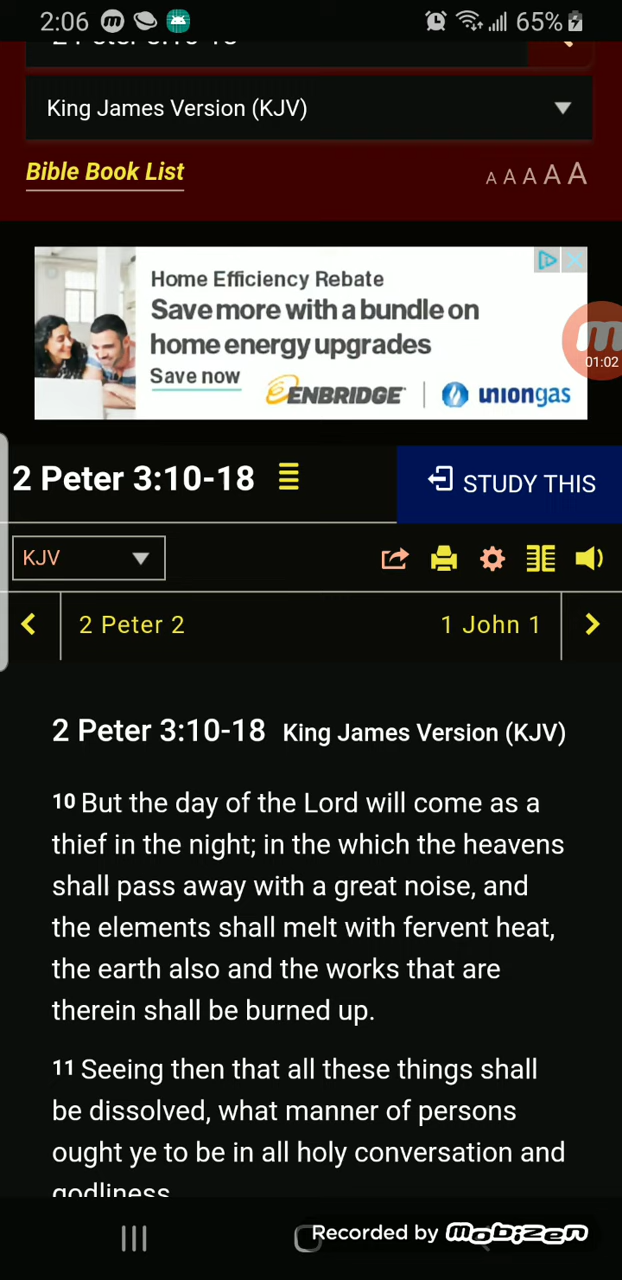 2:06
65%
King James Version (KJV)
Bible Book List
A A A A A
Home Efficiency Rebate
Save more with a bundle on
home energy upgrades
Save now
ENBRIDGE
uniongas
01:02
2 Peter 3:10-18
STUDY THIS
KJV
2 Peter 2
1 John 1
2 Peter 3:10-18 King James Version (KJV)
10 But the day of the Lord will come as a
thief in the night; in the which the heavens
shall pass away with a great noise, and
the elements shall melt with fervent heat,
the earth also and the works that are
therein shall be burned up.
11 Seeing then that all these things shall
be dissolved, what manner of persons
ought ye to be in all holy conversation and
godliness
Recorded by mobizen